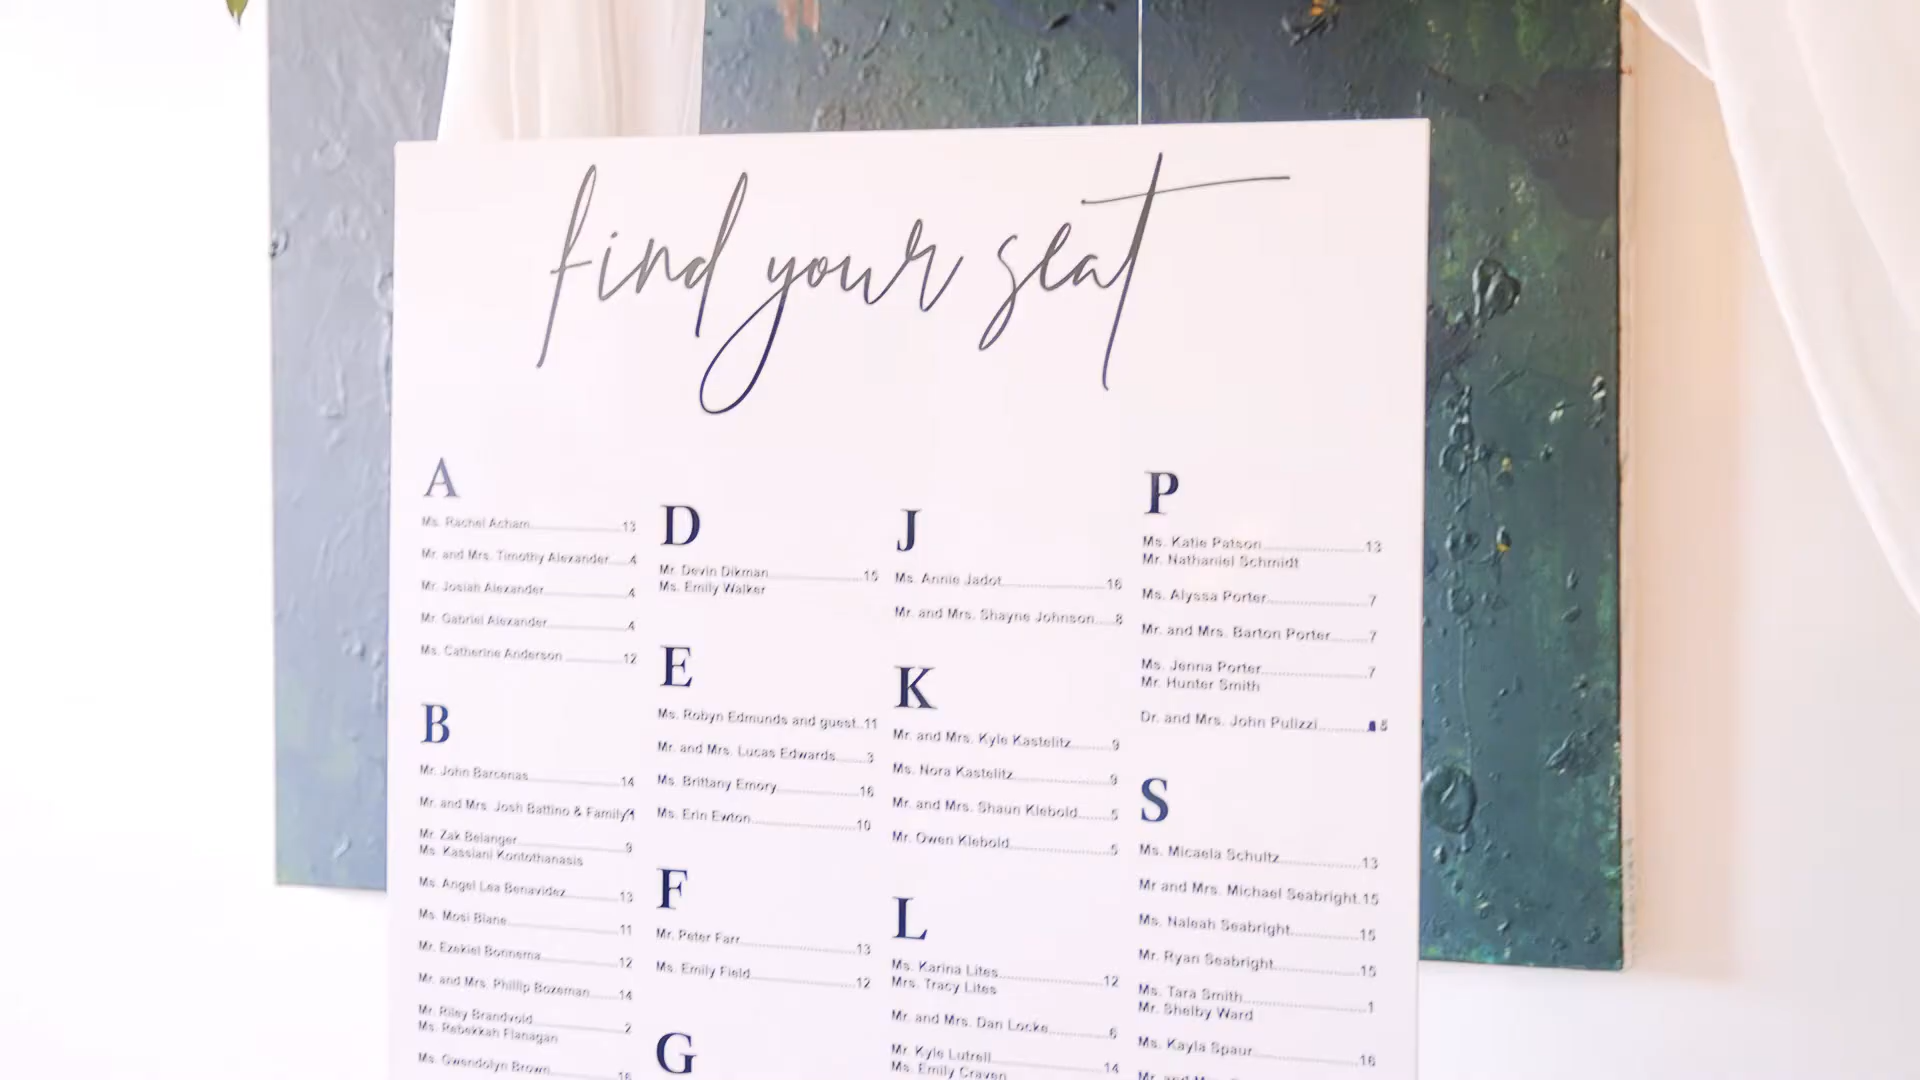 find your seat
A
Ms. Rachel Acham 13
Mr. and Mrs. Timothy Alexander 4
Mr. Josiah Alexander 4
Mr. Gabriel Alexander 4
Ms. Catherine Anderson 12
B
Mr. John Barcenas 14
Mr. and Mrs. Josh Battino & Family
Mr. Zak Belanger 9
Ms. Kassiani Kontothanasis
Ms. Angel Lea Benavidez 13
Ms. Mosi Blane 11
Mr. Ezekiel Bonnema 12
Mr. and Mrs. Phillip Bozeman 14
Mr. Riley Brandvold 2
Ms. Rebekkah Flanagan
Ms. Gwendolyn Brown 16
D
Mr. Devin Dikman 15
Ms. Emily Walker
E
Ms. Robyn Edmunds and guest 11
Mr. and Mrs. Lucas Edwards 3
Ms. Brittany Emory 16
Ms. Erin Ewton 10
F
Mr. Peter Farr 13
Ms. Emily Field 12
G
J
Ms. Annie Jadot 16
Mr. and Mrs. Shayne Johnson 8
K
Mr. and Mrs. Kyle Kastelitz 9
Ms. Nora Kastelitz 9
Mr. and Mrs. Shaun Klebold 5
Mr. Owen Klebold 5
L
Ms. Karina Lites 12
Mrs. Tracy Lites
Mr. and Mrs. Dan Locke 6
Mr. Kyle Lutrell 14
Ms. Emily Craven
P
Ms. Katie Patson 13
Mr. Nathaniel Schmidt
Ms. Alyssa Porter 7
Mr. and Mrs. Barton Porter 7
Ms. Jenna Porter 7
Mr. Hunter Smith
Dr. and Mrs. John Pulizzi 8
S
Ms. Micaela Schultz 13
Mr and Mrs. Michael Seabright 15
Ms. Naleah Seabright 15
Mr. Ryan Seabright 15
Ms. Tara Smith 1
Mr. Shelby Ward
Ms. Kayla Spaur 16